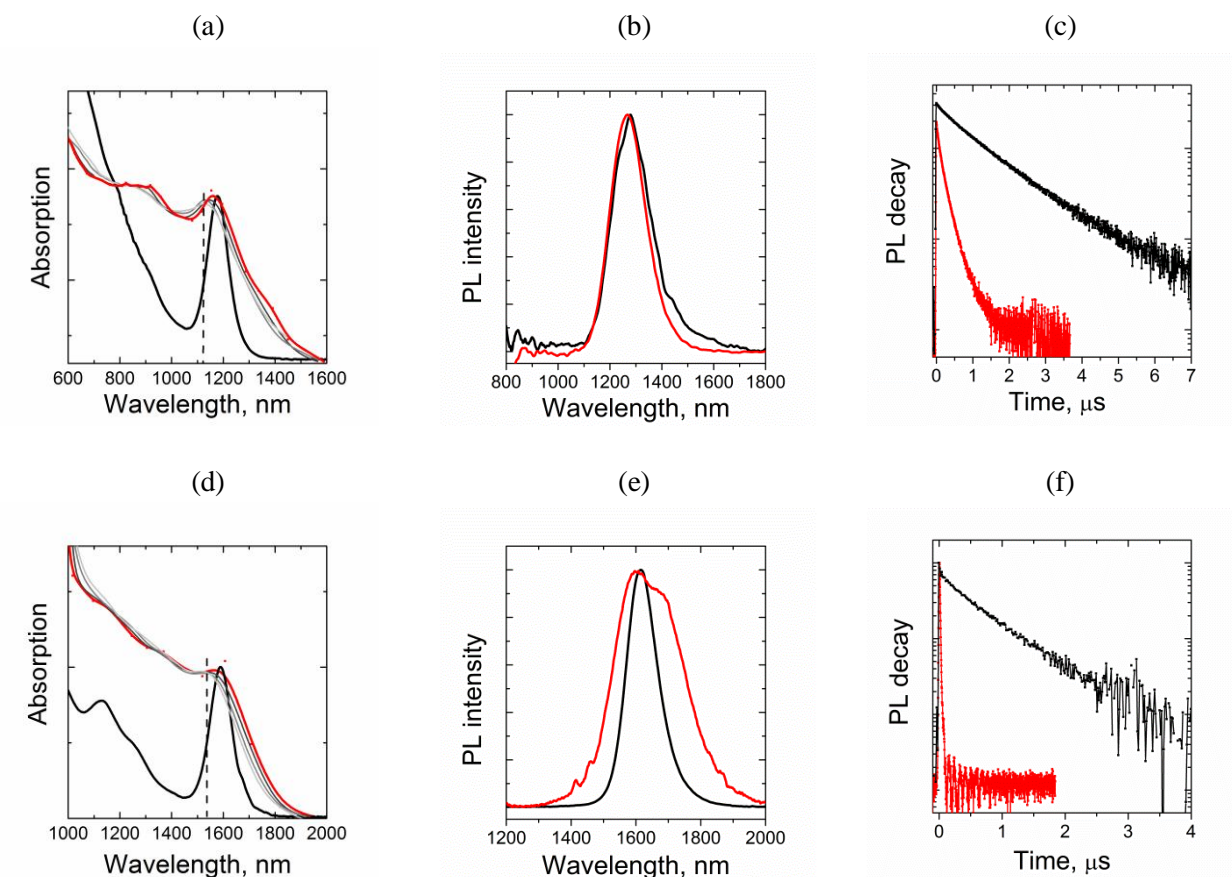 (a) (b) (c)
Absorption
600 800 1000 1200 1400 1600
Wavelength, nm
PL intensity
800 1000 1200 1400 1600 1800
Wavelength, nm
PL decay
0 1 2 3 4 5 6 7
Time, μs
(d) (e) (f)
Absorption
1000 1200 1400 1600 1800 2000
Wavelength, nm
PL intensity
1200 1400 1600 1800 2000
Wavelength, nm
PL decay
0 1 2 3 4
Time, μs